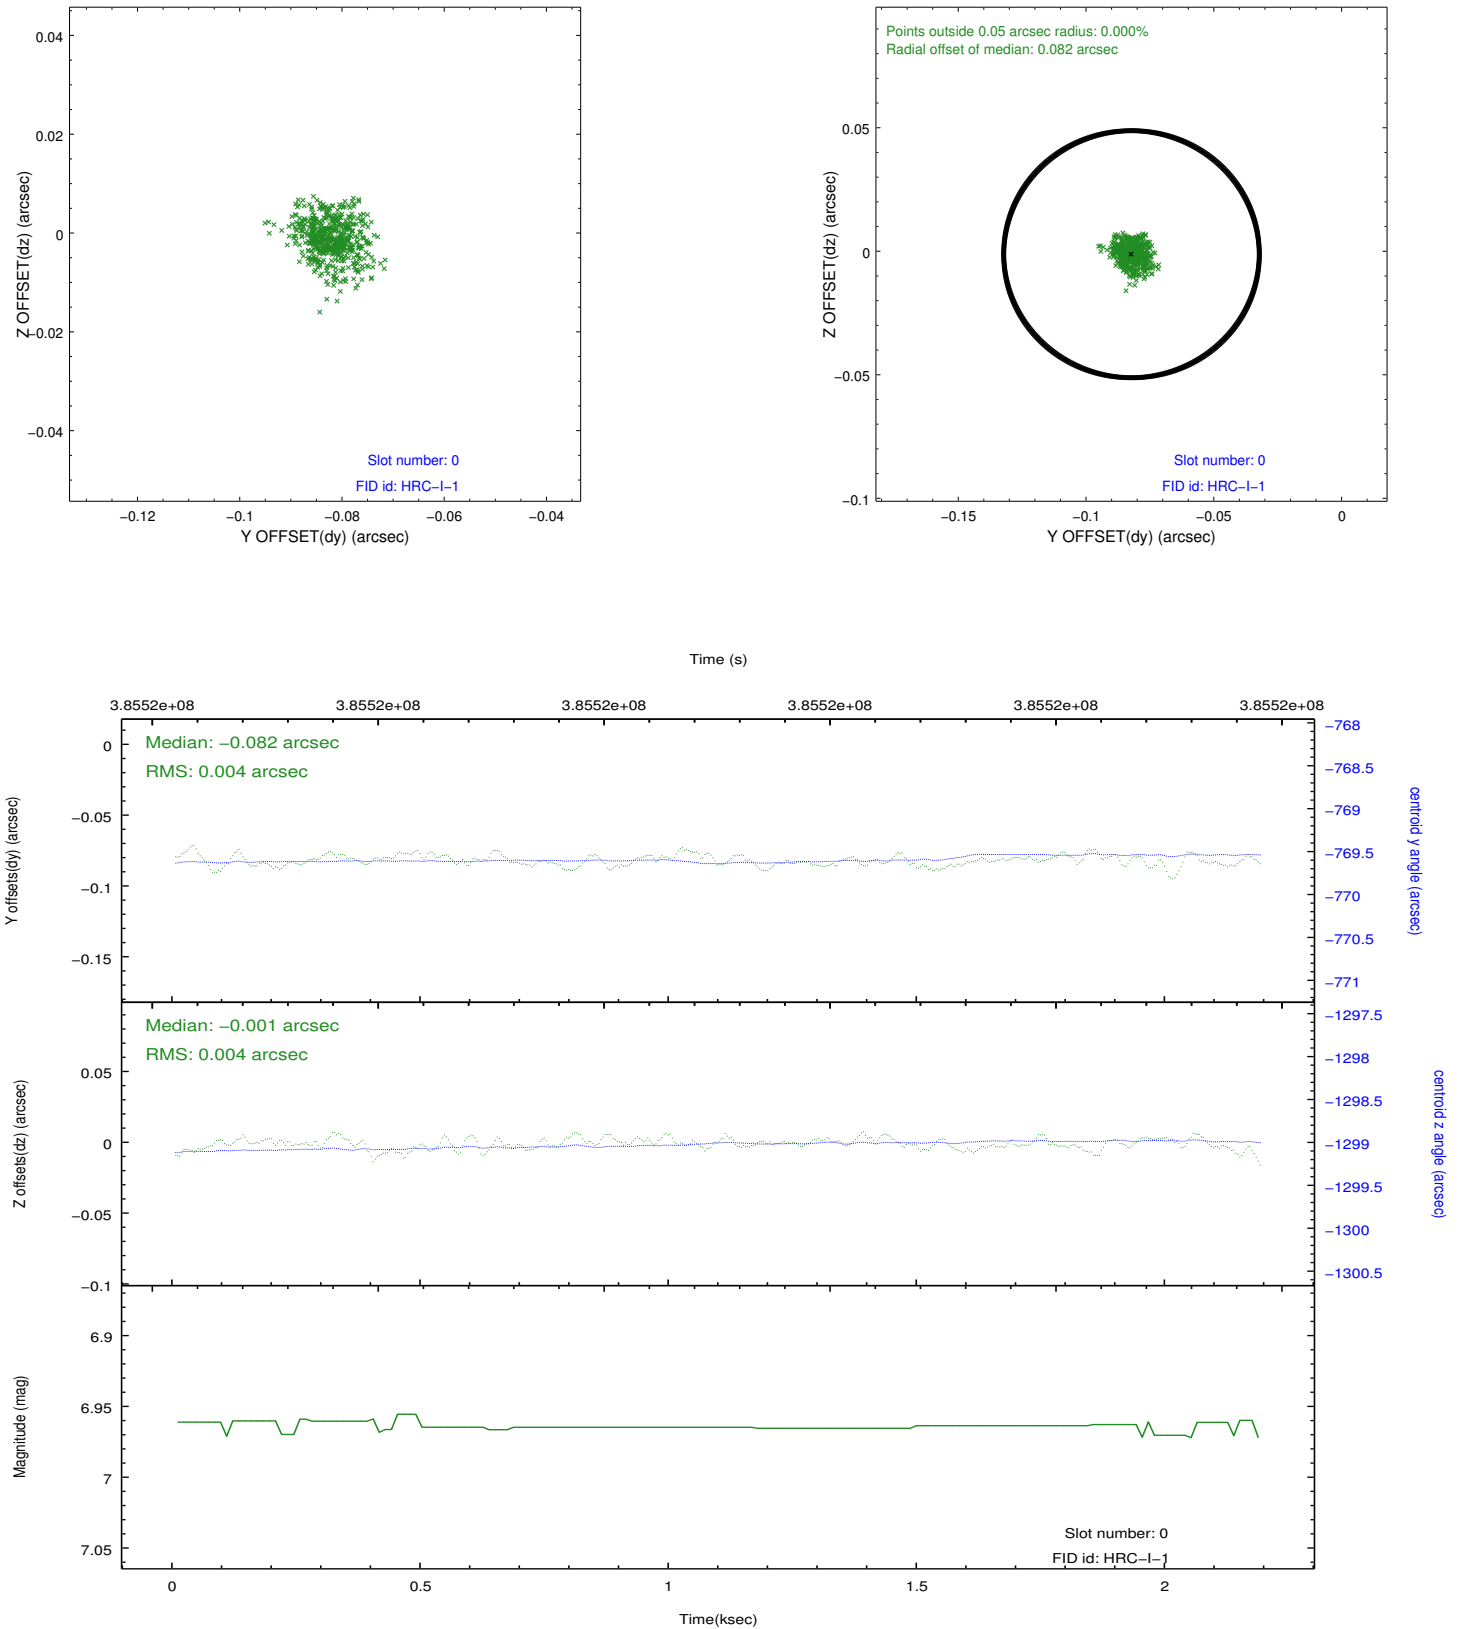 0.04
0.02
0
−0.02
−0.04
Z OFFSET(dz) (arcsec)
Slot number: 0
FID id: HRC−I−1
−0.12
−0.1
−0.08
−0.06
−0.04
Y OFFSET(dy) (arcsec)
Points outside 0.05 arcsec radius: 0.000%
Radial offset of median: 0.082 arcsec
0.05
0
−0.05
−0.1
Z OFFSET(dz) (arcsec)
Slot number: 0
FID id: HRC−I−1
−0.15
−0.1
−0.05
0
Y OFFSET(dy) (arcsec)
Time (s)
3.8552e+08
3.8552e+08
3.8552e+08
3.8552e+08
3.8552e+08
3.8552e+08
Median: −0.082 arcsec
RMS: 0.004 arcsec
0
−0.05
−0.1
−0.15
Y offsets(dy) (arcsec)
−768
−768.5
−769
−769.5
−770
−770.5
−771
centroid y angle (arcsec)
Median: −0.001 arcsec
RMS: 0.004 arcsec
0.05
0
−0.05
−0.1
Z offsets(dz) (arcsec)
−1297.5
−1298
−1298.5
−1299
−1299.5
−1300
−1300.5
centroid z angle (arcsec)
6.9
6.95
7
7.05
Magnitude (mag)
Slot number: 0
FID id: HRC−I−1
0
0.5
1
1.5
2
Time(ksec)